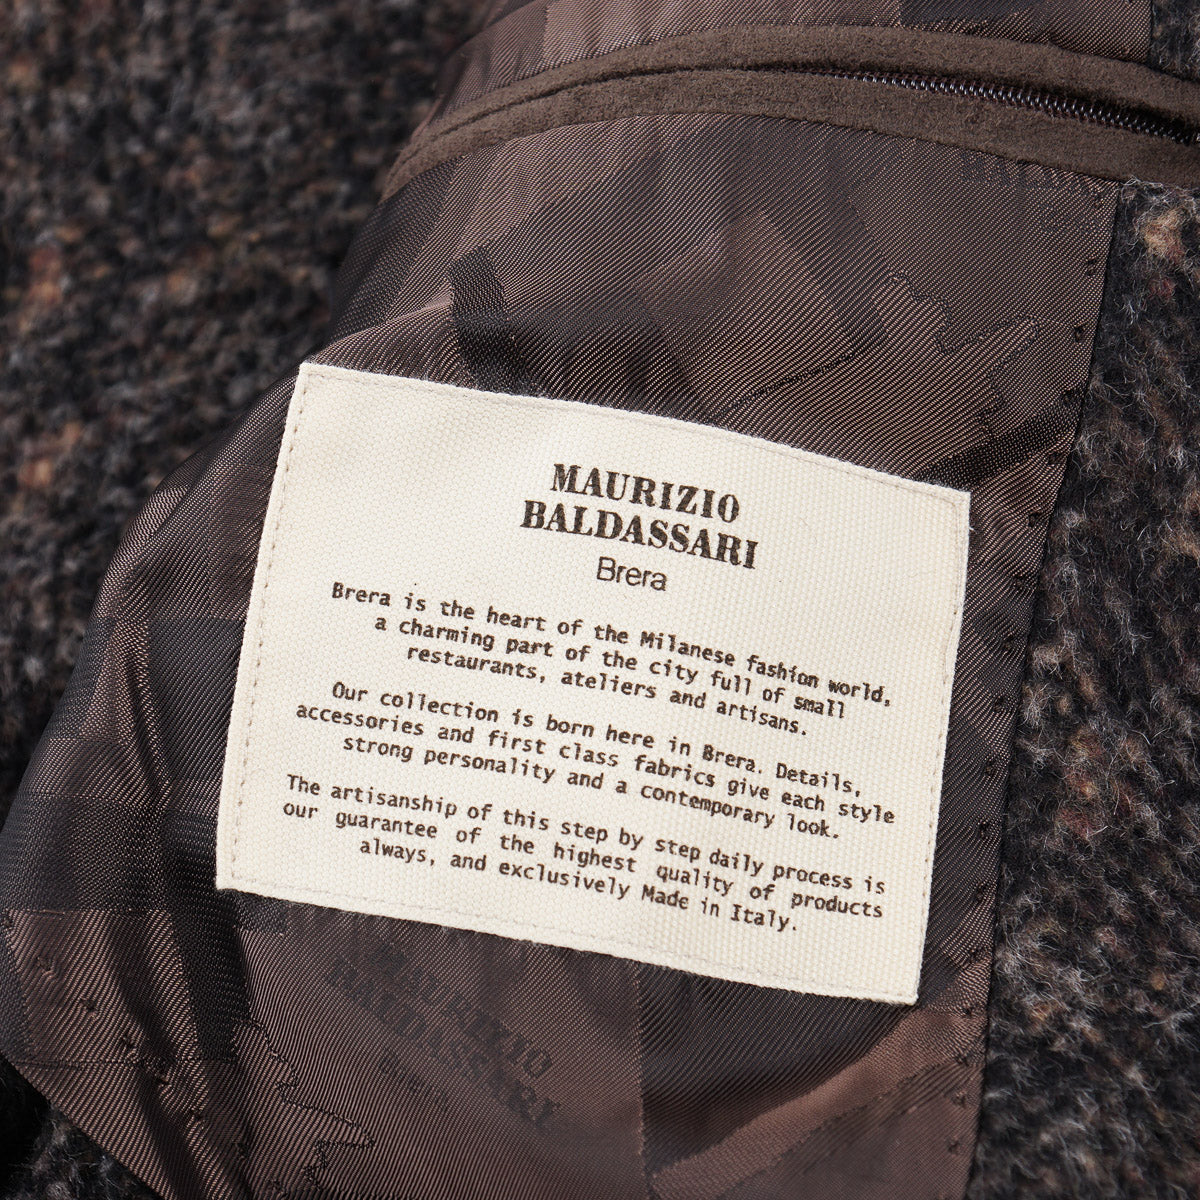 MAURIZIO
BALDASSARI
Brera
Brera is the heart of the Milanese fashion world,
a charming part of the city full of small
restaurants, ateliers and artisans.
Our collection is born here in Brera. Details,
accessories and first class fabrics give each style
strong personality and a contemporary look.
The artisanship of this step by step daily process is
our guarantee of the highest quality of products
always, and exclusively Made in Italy.
MAURIZIO
BALDASSARI